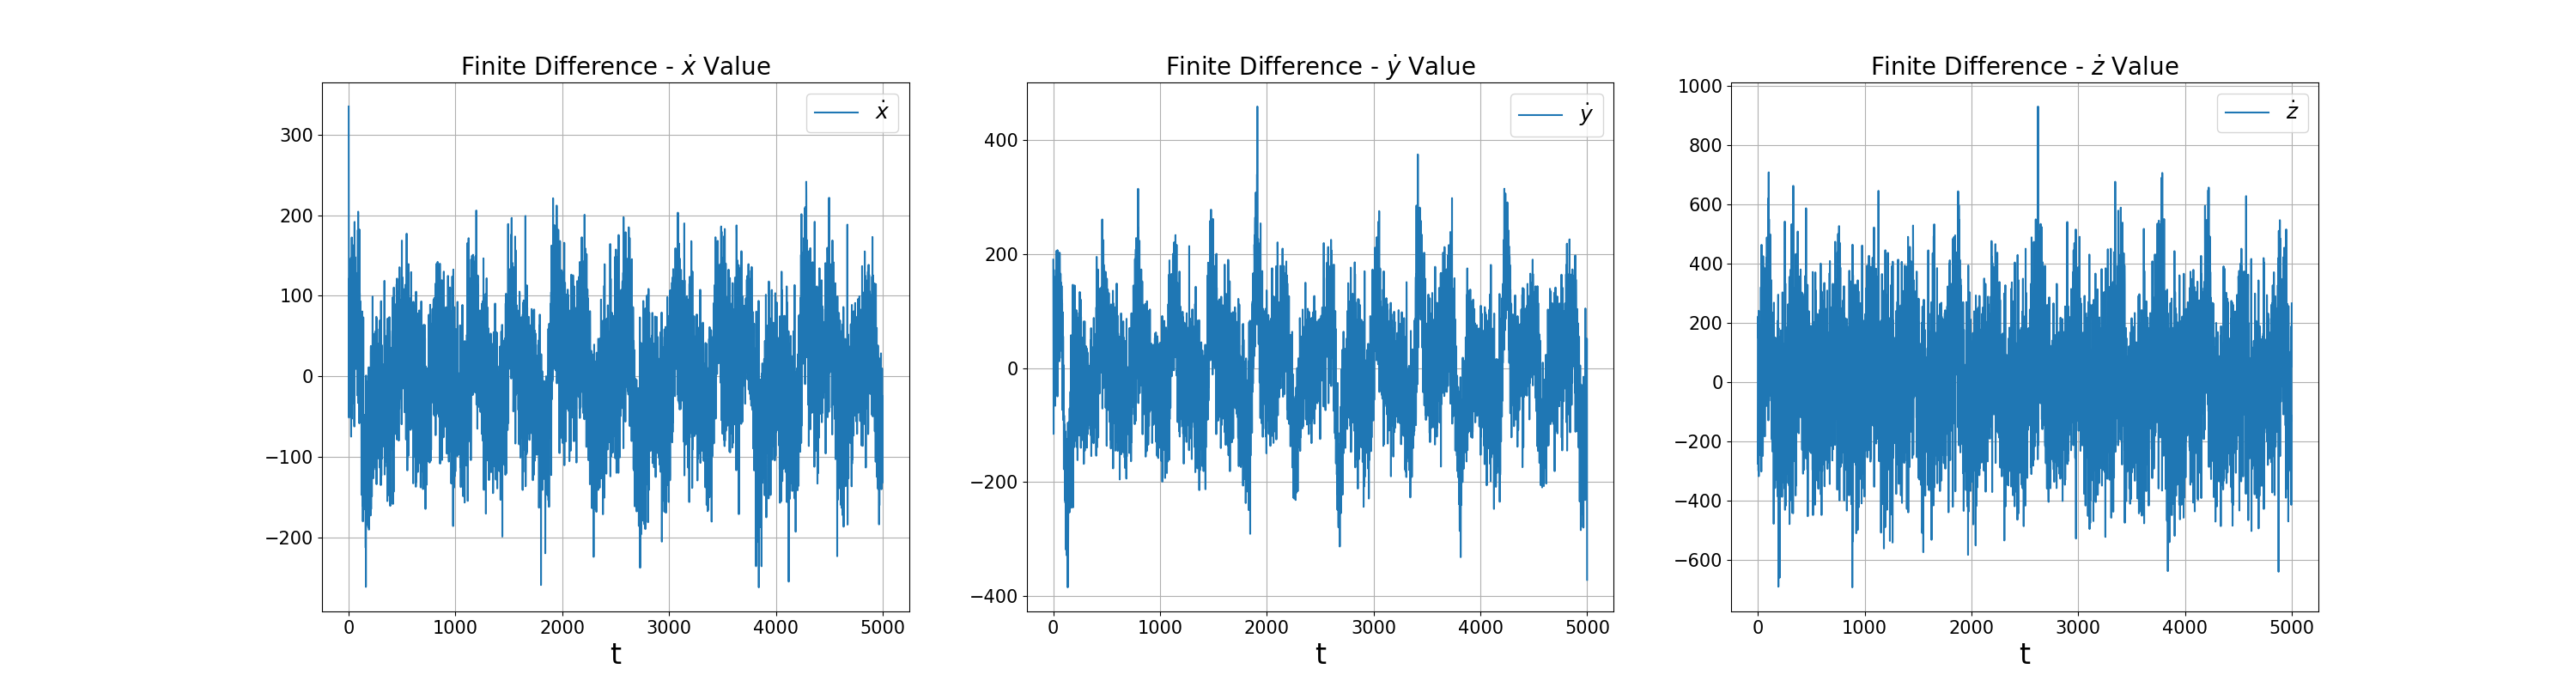 Finite Difference - ẋ Value
ẋ
300
200
100
0
−100
−200
0 1000 2000 3000 4000 5000
t
Finite Difference - ẏ Value
ẏ
400
200
0
−200
−400
0 1000 2000 3000 4000 5000
t
Finite Difference - ż Value
ż
1000
800
600
400
200
0
−200
−400
−600
0 1000 2000 3000 4000 5000
t